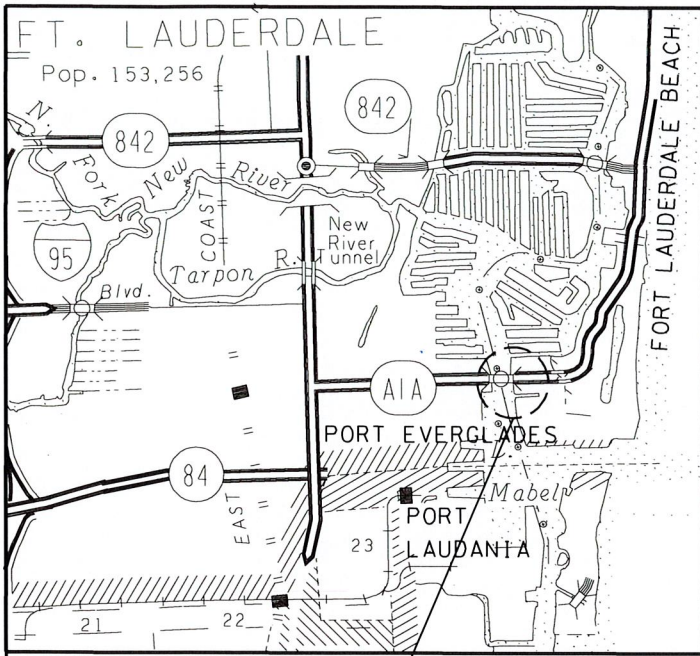 FT. LAUDERDALE
Pop. 153,256
842
842
N. Fork New River
FORT LAUDERDALE BEACH
COAST
New
River
Tunnel
95
Tarpon R.
Blvd.
A1A
PORT EVERGLADES
84
EAST
Mabel
PORT
LAUDANIA
23
21
22